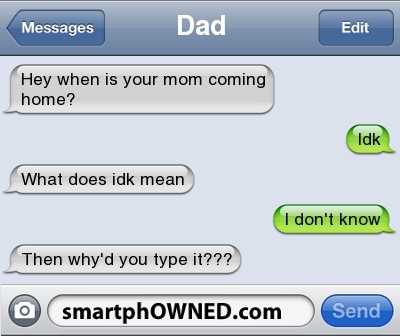 Messages
Dad
Edit
Hey when is your mom coming
home?
Idk
What does idk mean
I don't know
Then why'd you type it???
smartphOWNED.com
Send